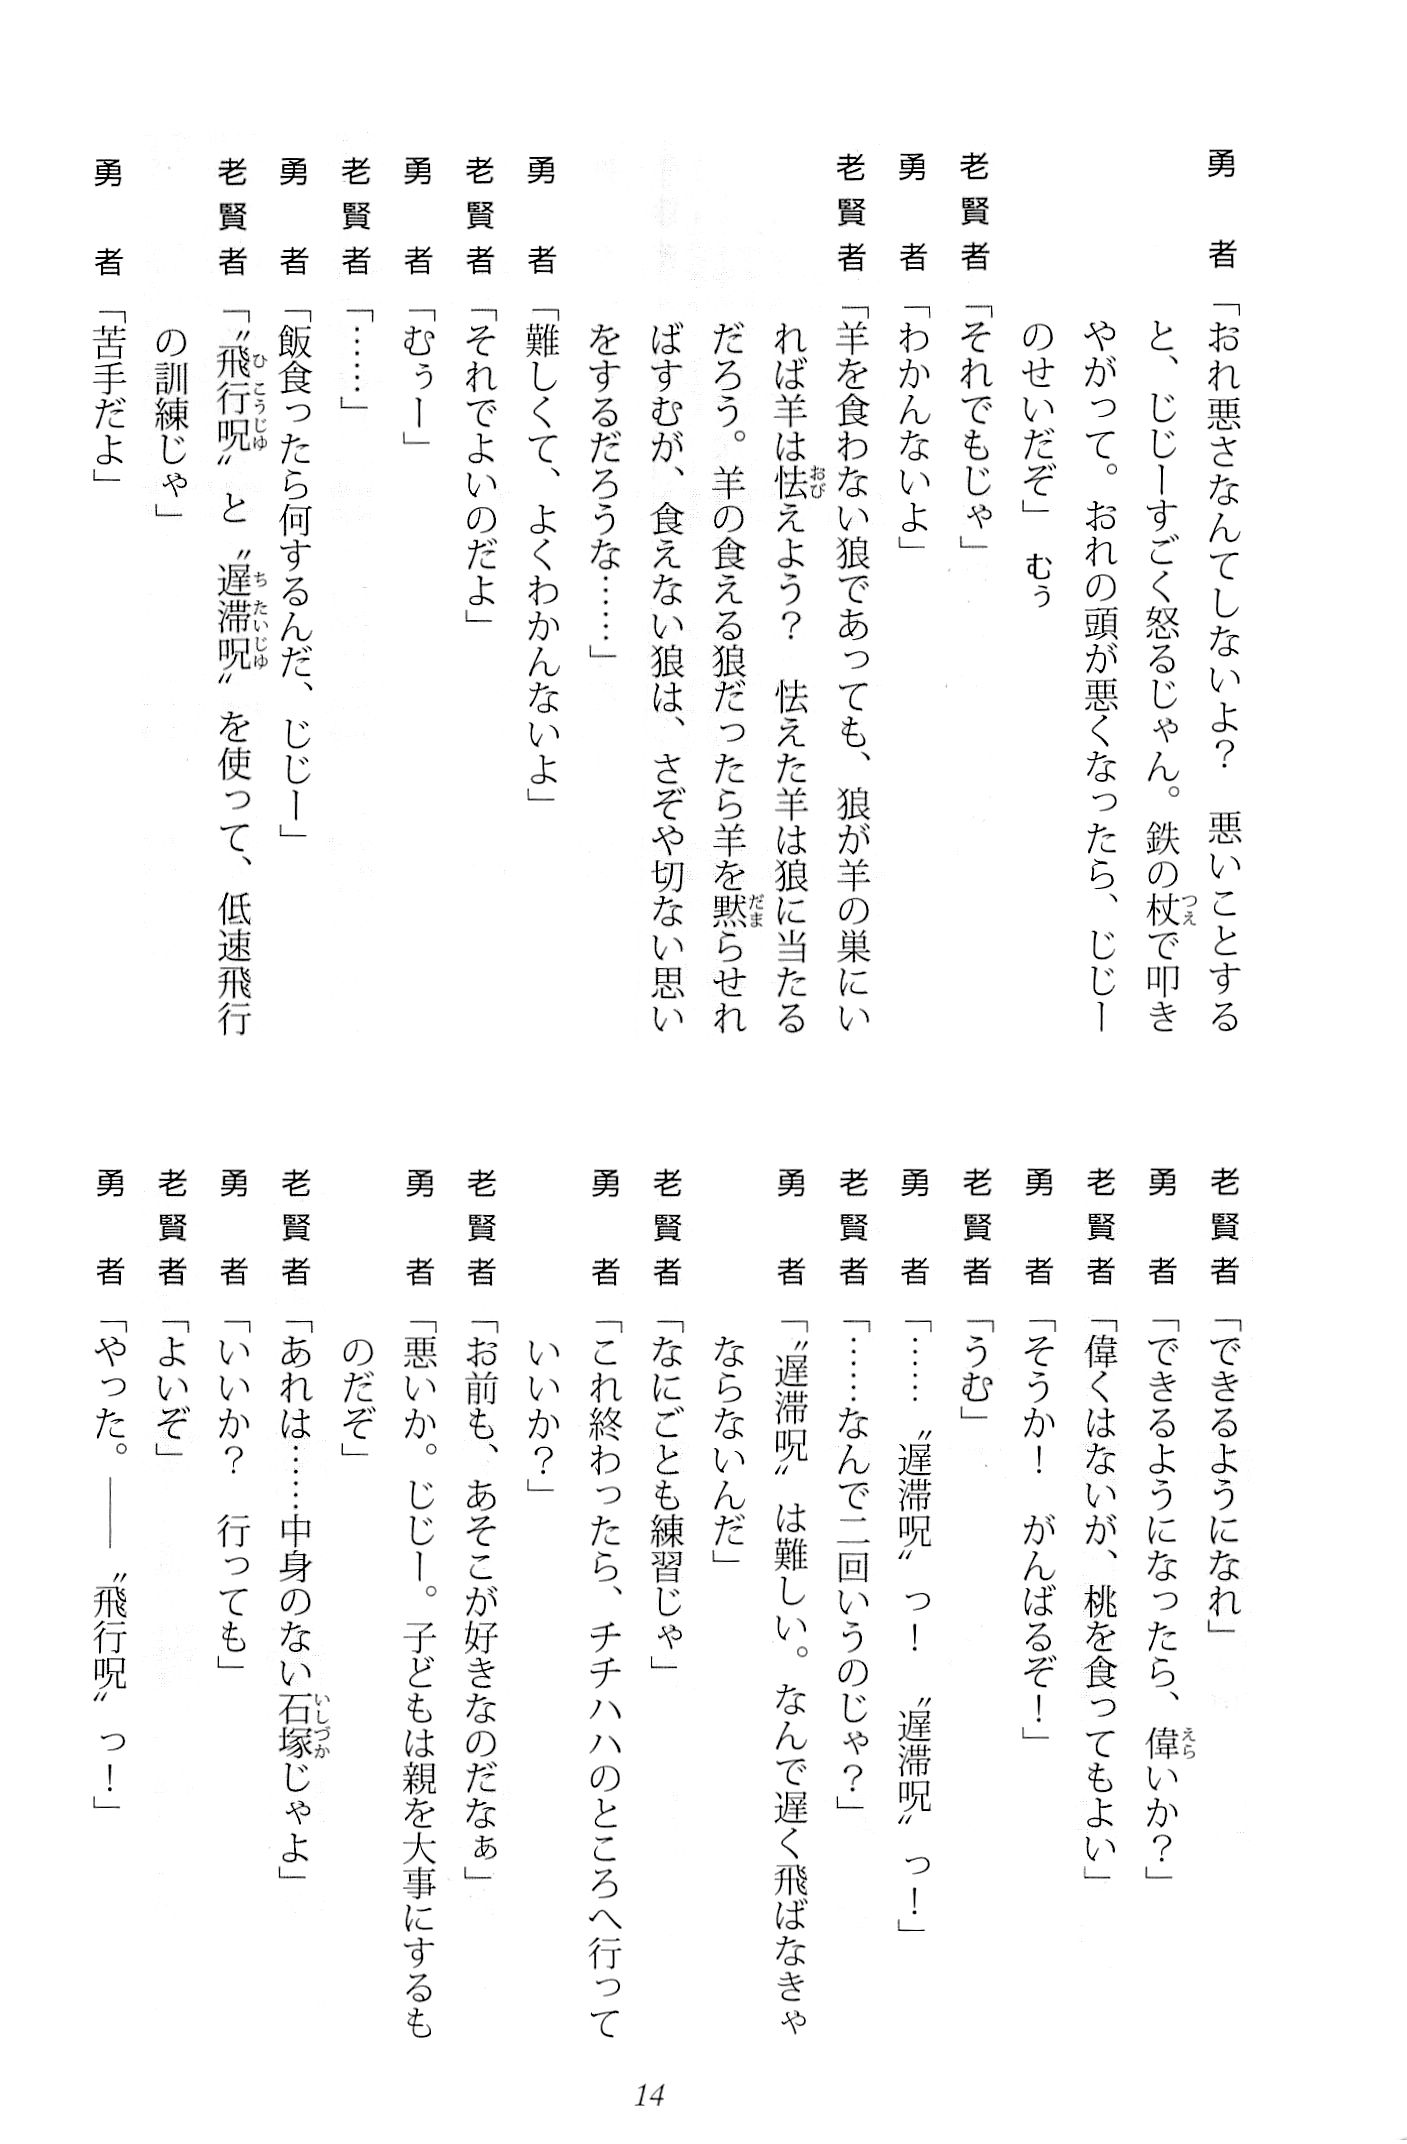 勇　者「おれ悪さなんてしないよ？　悪いことする
と、じじーすごく怒るじゃん。鉄の杖で叩き
やがって。おれの頭が悪くなったら、じじー
のせいだぞ」　むぅ
老賢者「それでもじゃ」
勇　者「わかんないよ」
老賢者「羊を食わない狼であっても、狼が羊の巣にい
れば羊は怯えよう？　怯えた羊は狼に当たる
だろう。羊の食える狼だったら羊を黙らせれ
ばすむが、食えない狼は、さぞや切ない思い
をするだろうな……」
勇　者「難しくて、よくわかんないよ」
老賢者「それでよいのだよ」
勇　者「むぅー」
老賢者「……」
勇　者「飯食ったら何するんだ、じじー」
老賢者「〝飛行呪〟と〝遅滞呪〟を使って、低速飛行
の訓練じゃ」
勇　者「苦手だよ」
老賢者「できるようになれ」
勇　者「できるようになったら、偉いか？」
老賢者「偉くはないが、桃を食ってもよい」
勇　者「そうか！　がんばるぞ！」
老賢者「うむ」
勇　者「……〝遅滞呪〟っ！　〝遅滞呪〟っ！」
老賢者「……なんで二回いうのじゃ？」
勇　者「〝遅滞呪〟は難しい。なんで遅く飛ばなきゃ
ならないんだ」
老賢者「なにごとも練習じゃ」
勇　者「これ終わったら、チチハハのところへ行って
いいか？」
老賢者「お前も、あそこが好きなのだなぁ」
勇　者「悪いか。じじー。子どもは親を大事にするも
のだぞ」
老賢者「あれは……中身のない石塚じゃよ」
勇　者「いいか？　行っても」
老賢者「よいぞ」
勇　者「やった。――〝飛行呪〟っ！」
14